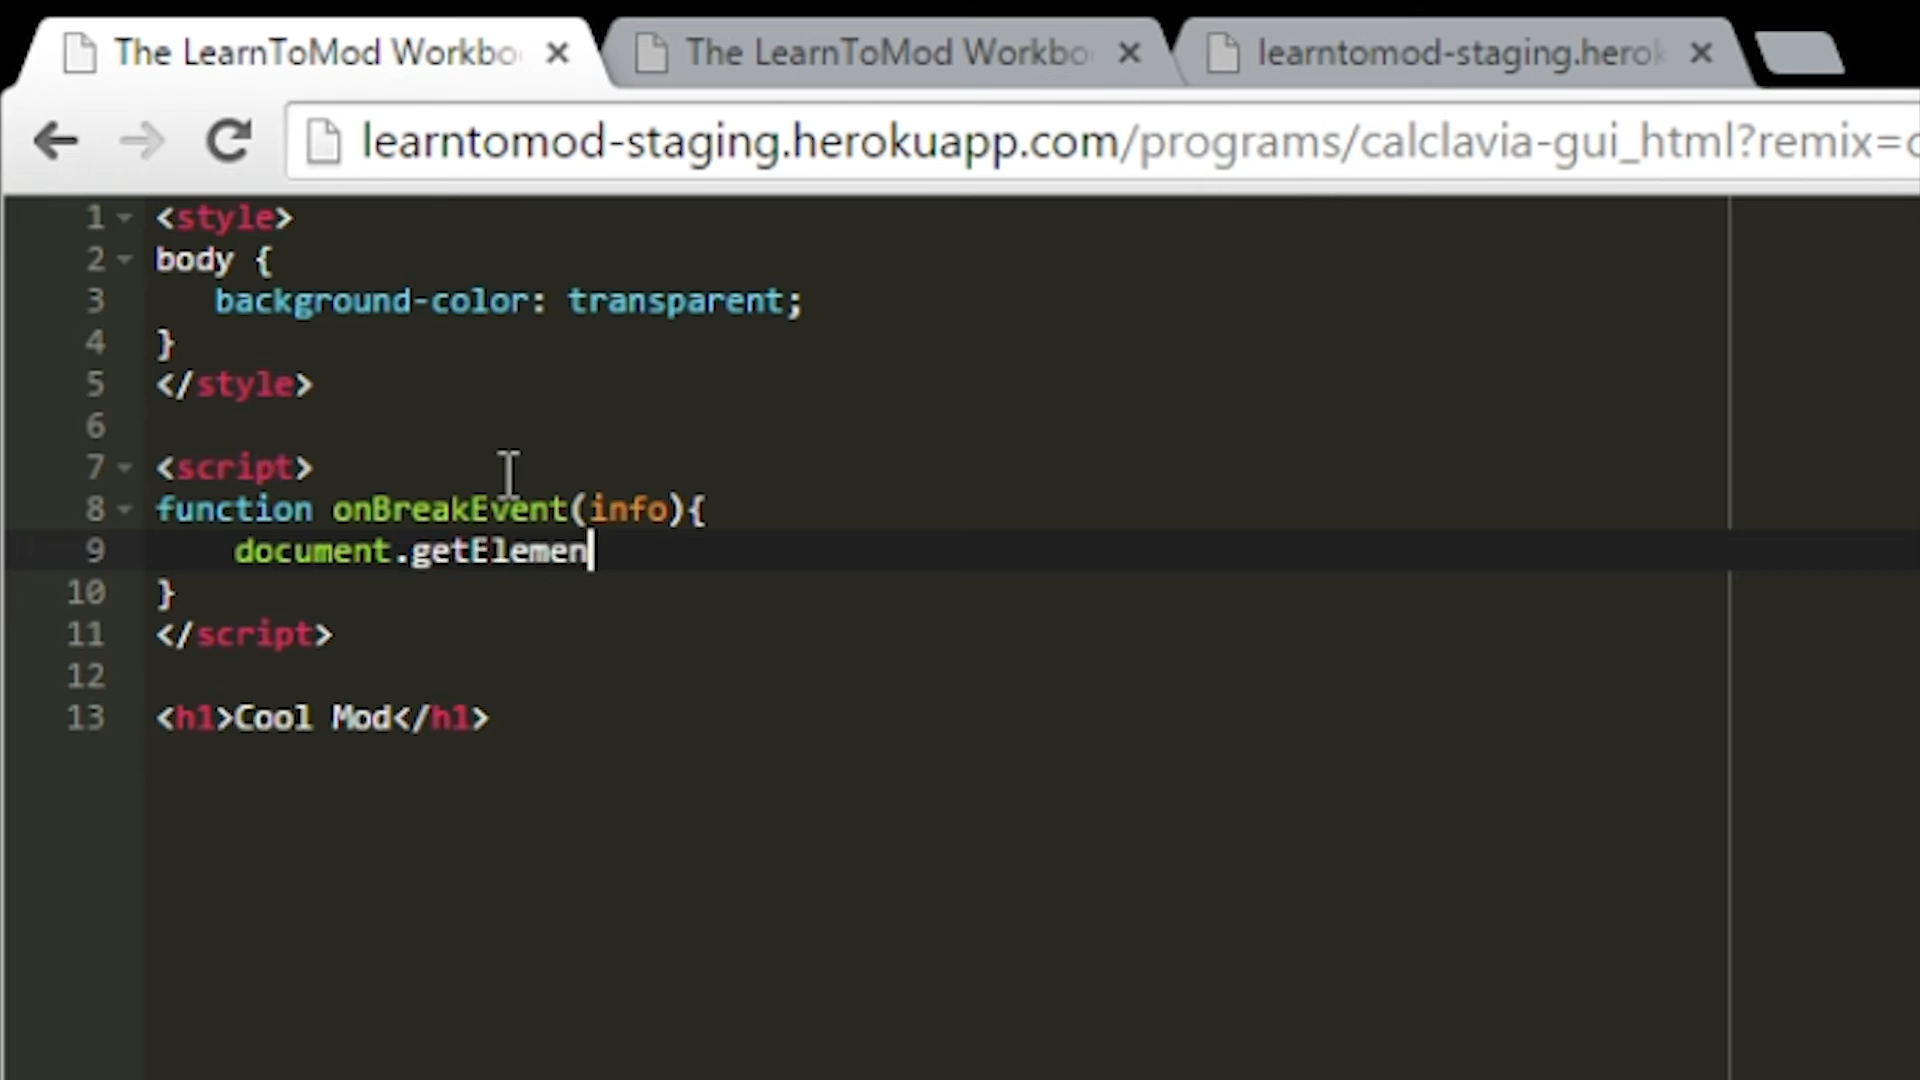 The LearnToMod Workbo
The LearnToMod Workbo
learntomod-staging.herok
learntomod-staging.herokuapp.com/programs/calclavia-gui_html?remix=
1 <style>
2 body {
3 background-color: transparent;
4 }
5 </style>
6
7 <script>
8 function onBreakEvent(info){
9 document.getElemen
10 }
11 </script>
12
13 <h1>Cool Mod</h1>